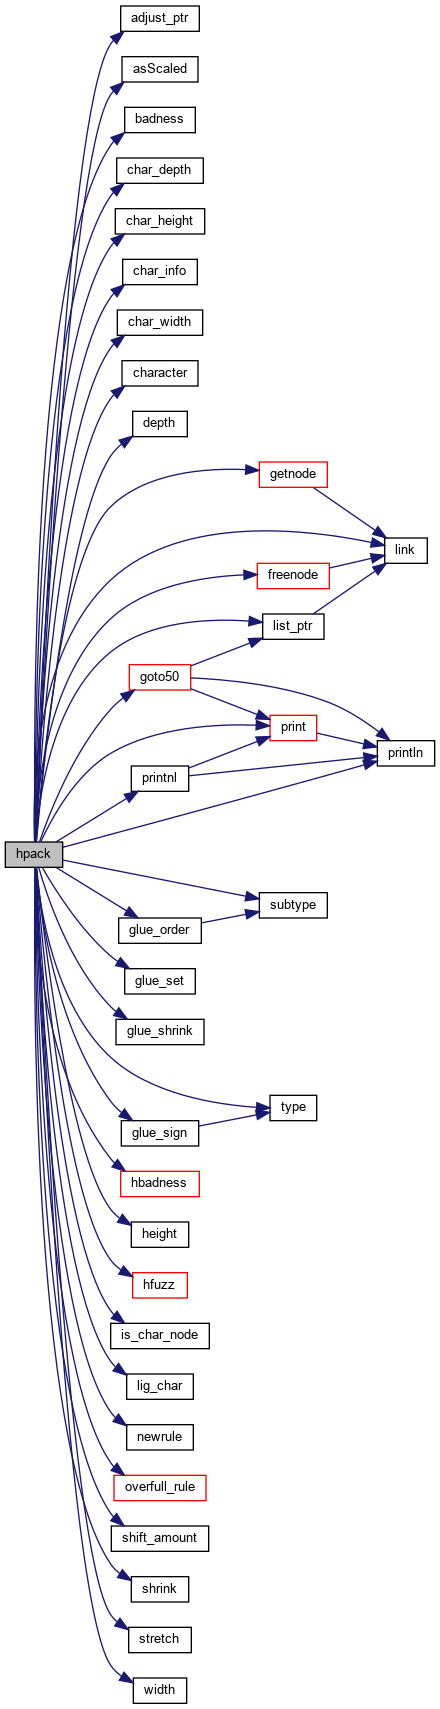 adjust_ptr
asScaled
badness
char_depth
char_height
char_info
char_width
character
depth
getnode
link
freenode
list_ptr
goto50
print
println
printnl
hpack
subtype
glue_order
glue_set
glue_shrink
type
glue_sign
hbadness
height
hfuzz
is_char_node
lig_char
newrule
overfull_rule
shift_amount
shrink
stretch
width